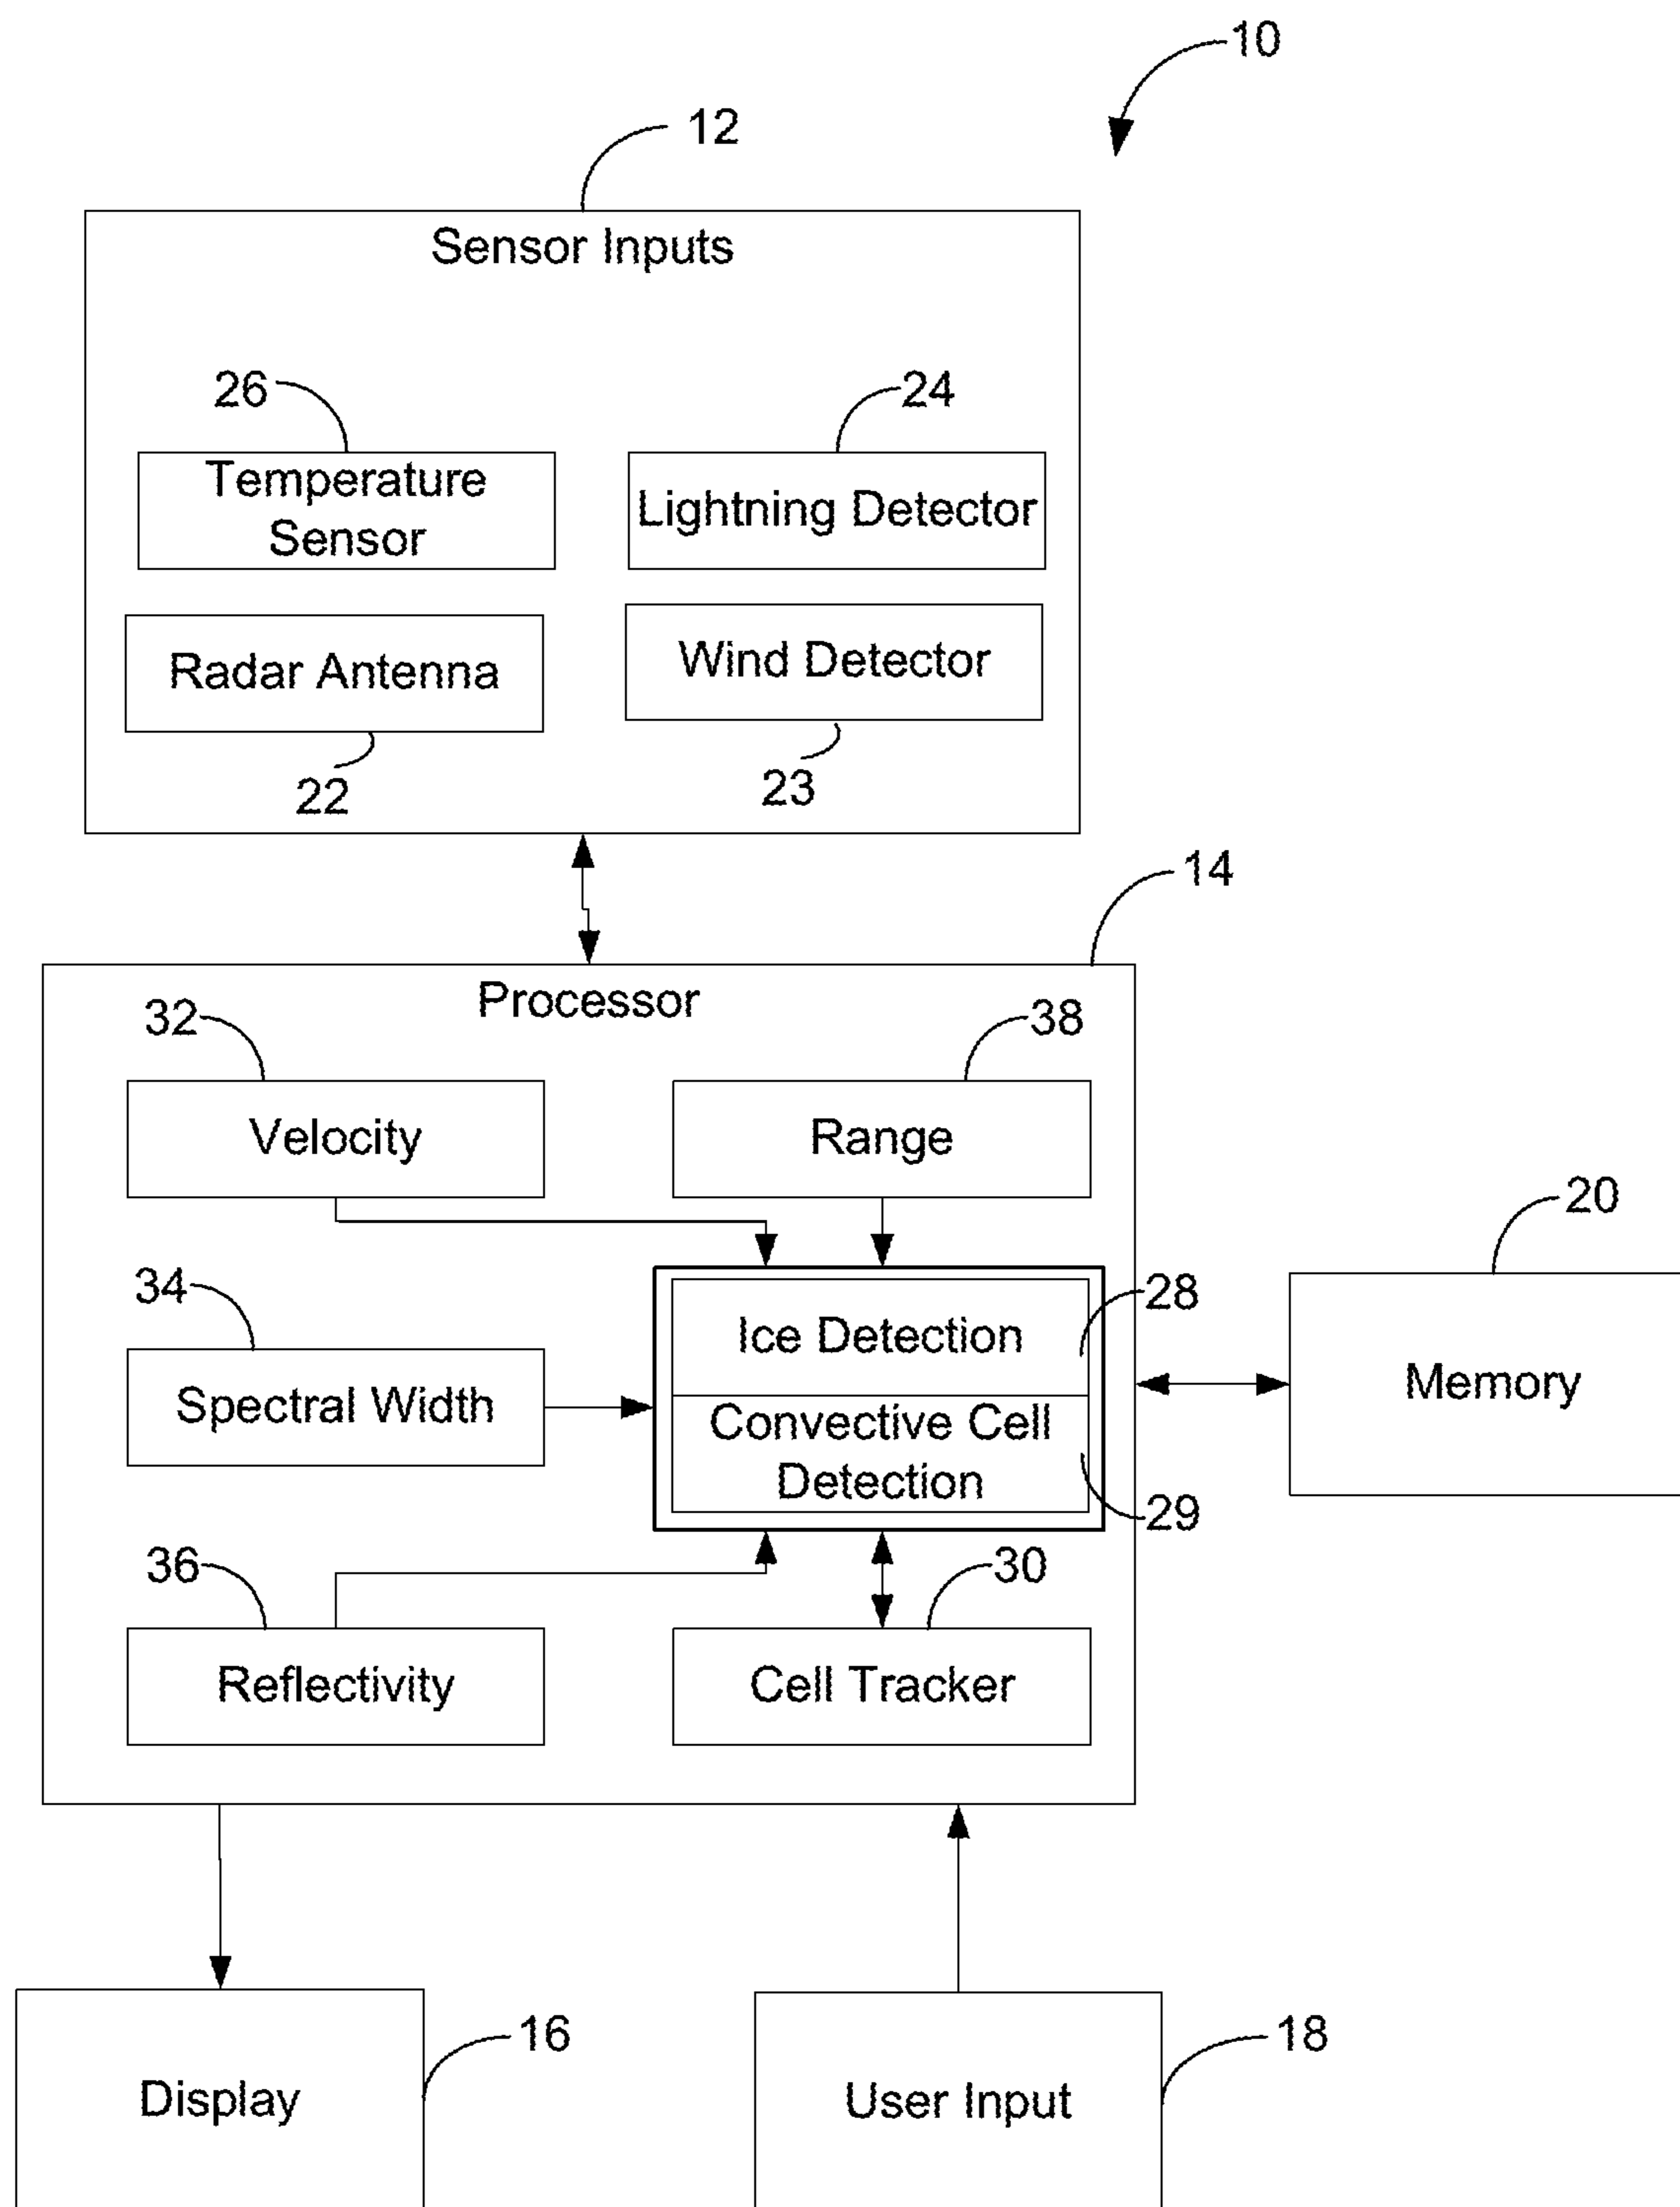 10
12
Sensor Inputs
26
24
Temperature
Sensor
Lightning Detector
Radar Antenna
Wind Detector
22
23
14
Processor
32
38
Velocity
Range
20
34
28
Ice Detection
Memory
Spectral Width
Convective Cell
Detection
29
36
30
Reflectivity
Cell Tracker
16
18
Display
User Input